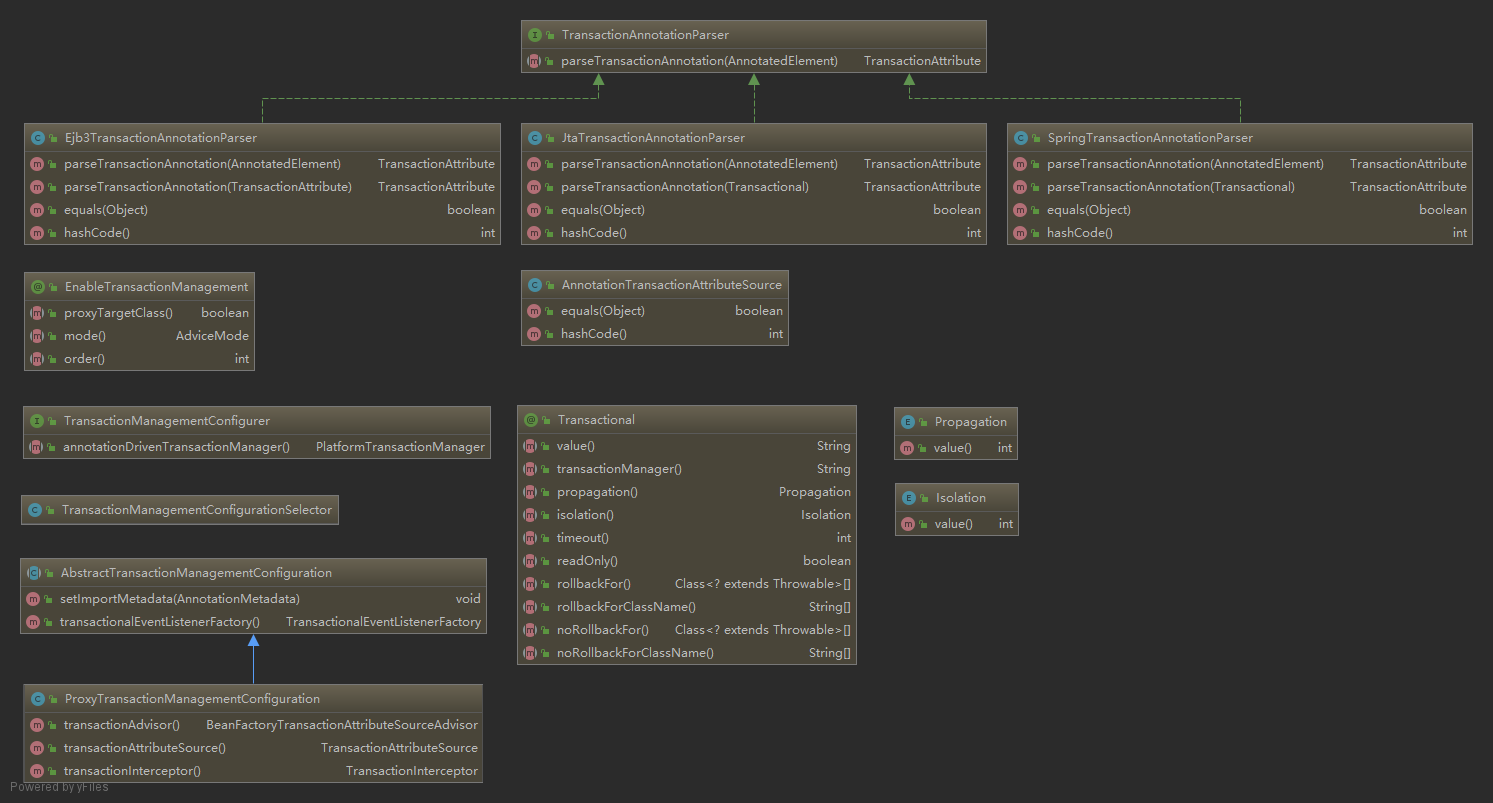 TransactionAnnotationParser
parseTransactionAnnotation(AnnotatedElement) TransactionAttribute
Ejb3TransactionAnnotationParser
parseTransactionAnnotation(AnnotatedElement) TransactionAttribute
parseTransactionAnnotation(TransactionAttribute) TransactionAttribute
equals(Object) boolean
hashCode() int
JtaTransactionAnnotationParser
parseTransactionAnnotation(AnnotatedElement) TransactionAttribute
parseTransactionAnnotation(Transactional) TransactionAttribute
equals(Object) boolean
hashCode() int
SpringTransactionAnnotationParser
parseTransactionAnnotation(AnnotatedElement) TransactionAttribute
parseTransactionAnnotation(Transactional) TransactionAttribute
equals(Object) boolean
hashCode() int
EnableTransactionManagement
proxyTargetClass() boolean
mode() AdviceMode
order() int
AnnotationTransactionAttributeSource
equals(Object) boolean
hashCode() int
TransactionManagementConfigurer
annotationDrivenTransactionManager() PlatformTransactionManager
Transactional
value() String
transactionManager() String
propagation() Propagation
isolation() Isolation
timeout() int
readOnly() boolean
rollbackFor() Class<? extends Throwable>[]
rollbackForClassName() String[]
noRollbackFor() Class<? extends Throwable>[]
noRollbackForClassName() String[]
Propagation
value() int
Isolation
value() int
TransactionManagementConfigurationSelector
AbstractTransactionManagementConfiguration
setImportMetadata(AnnotationMetadata) void
transactionalEventListenerFactory() TransactionalEventListenerFactory
ProxyTransactionManagementConfiguration
transactionAdvisor() BeanFactoryTransactionAttributeSourceAdvisor
transactionAttributeSource() TransactionAttributeSource
transactionInterceptor() TransactionInterceptor
Powered by yFiles